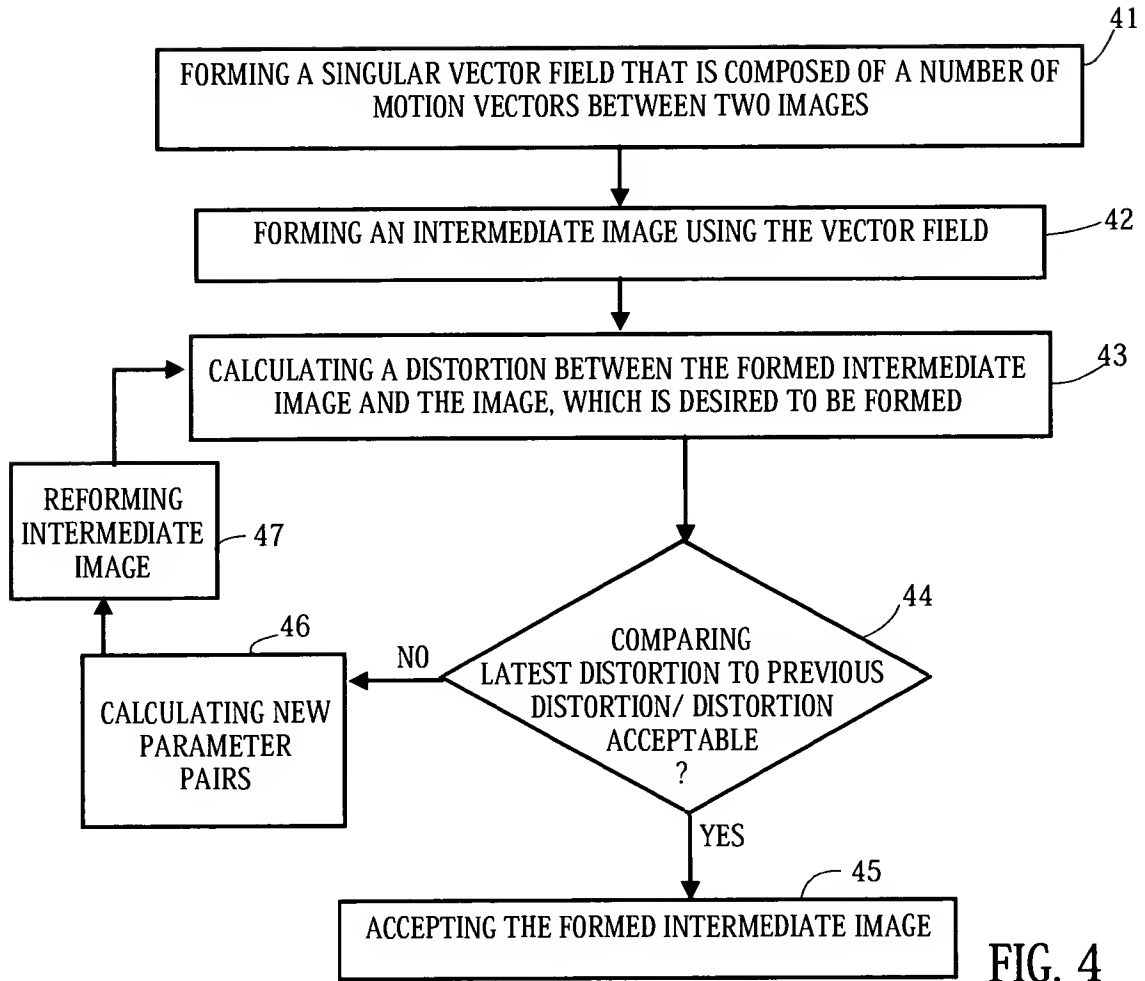 41
FORMING A SINGULAR VECTOR FIELD THAT IS COMPOSED OF A NUMBER OF
MOTION VECTORS BETWEEN TWO IMAGES
FORMING AN INTERMEDIATE IMAGE USING THE VECTOR FIELD
42
CALCULATING A DISTORTION BETWEEN THE FORMED INTERMEDIATE
IMAGE AND THE IMAGE, WHICH IS DESIRED TO BE FORMED
43
REFORMING
INTERMEDIATE
IMAGE
47
44
COMPARING
LATEST DISTORTION TO PREVIOUS
DISTORTION/ DISTORTION
ACCEPTABLE
?
NO
46
CALCULATING NEW
PARAMETER
PAIRS
YES
45
ACCEPTING THE FORMED INTERMEDIATE IMAGE
FIG. 4